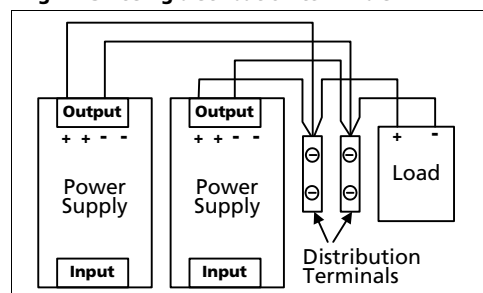 Output
+ + - -
Power
Supply
Input
Output
+ + - -
Power
Supply
Input
+ -
Load
Distribution
Terminals